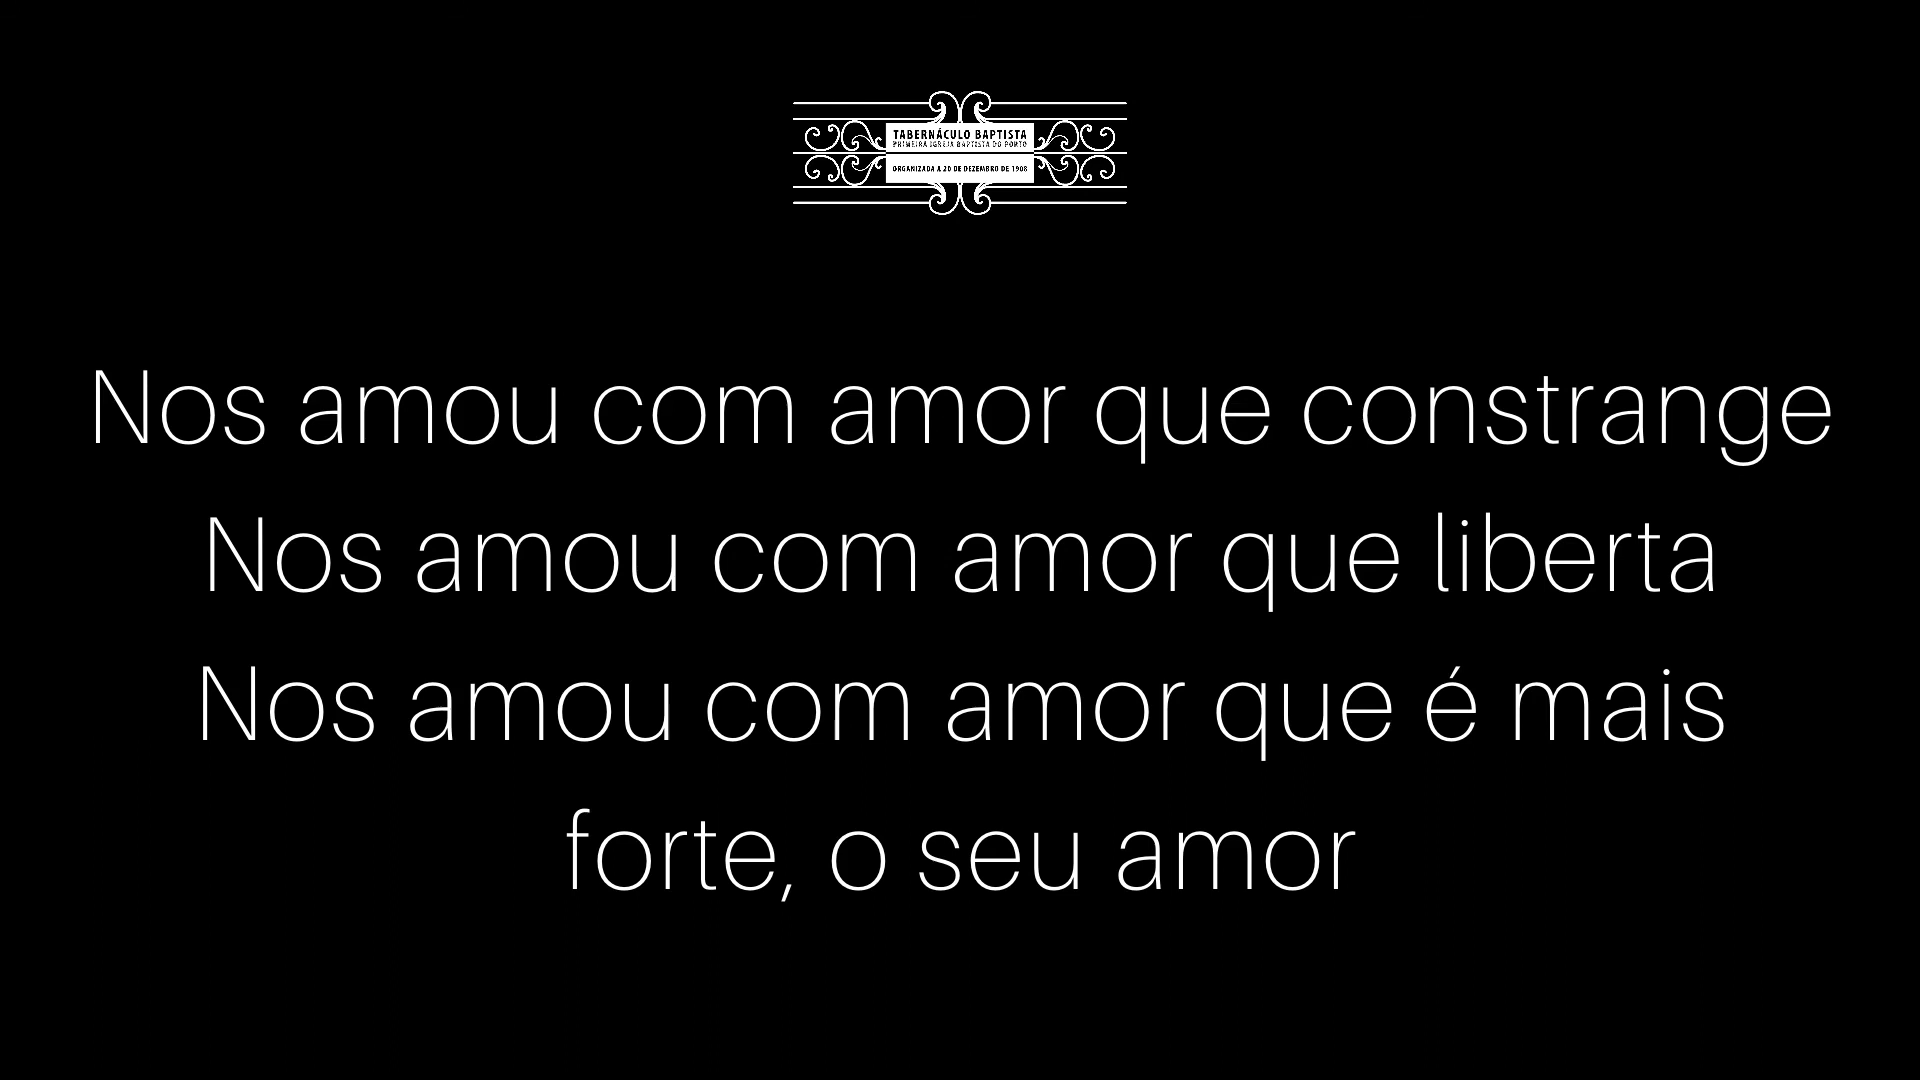 TABERNÁCULO BAPTISTA
PRIMEIRA IGREJA BAPTISTA DO PORTO
ORGANIZADA A 20 DE DEZEMBRO DE 1908
Nos amou com amor que constrange
Nos amou com amor que liberta
Nos amou com amor que é mais
forte, o seu amor